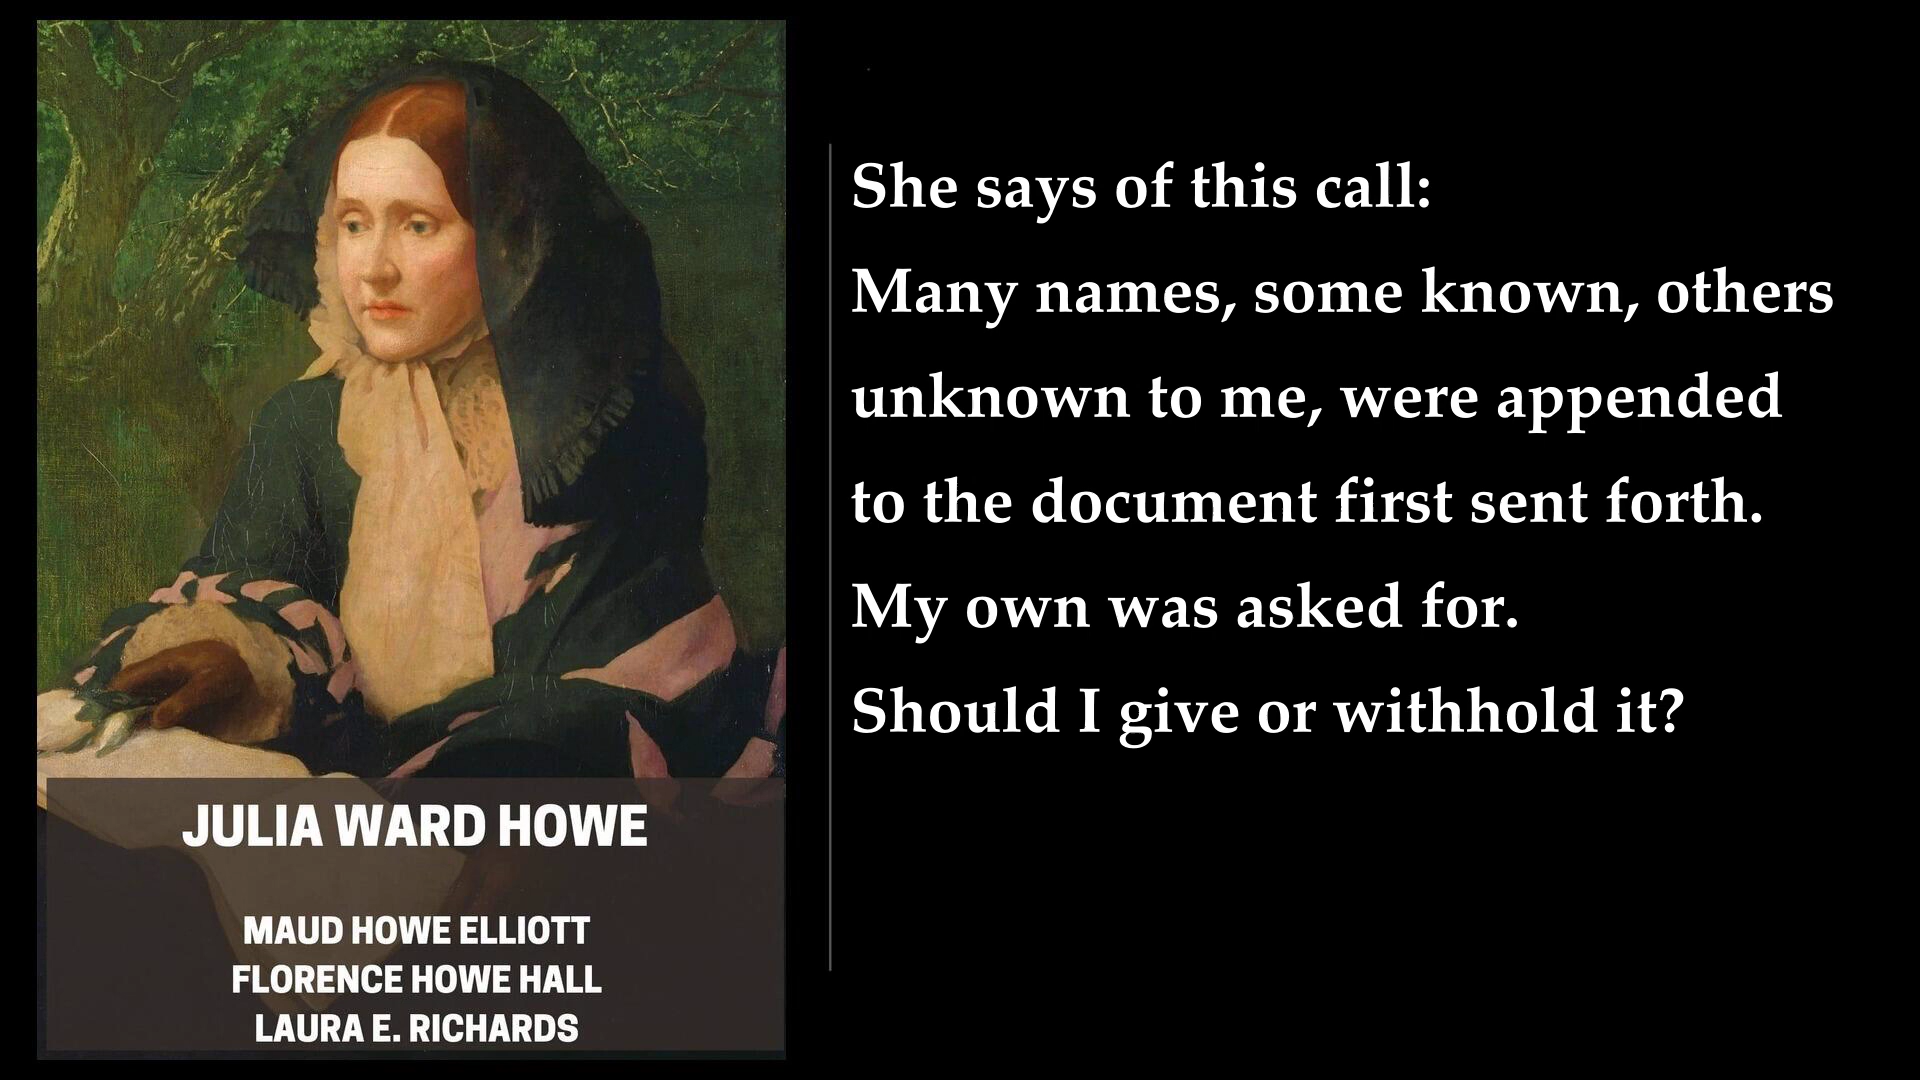 She says of this call:
Many names, some known, others
unknown to me, were appended
to the document first sent forth.
My own was asked for.
Should I give or withhold it?
JULIA WARD HOWE
MAUD HOWE ELLIOTT
FLORENCE HOWE HALL
LAURA E. RICHARDS